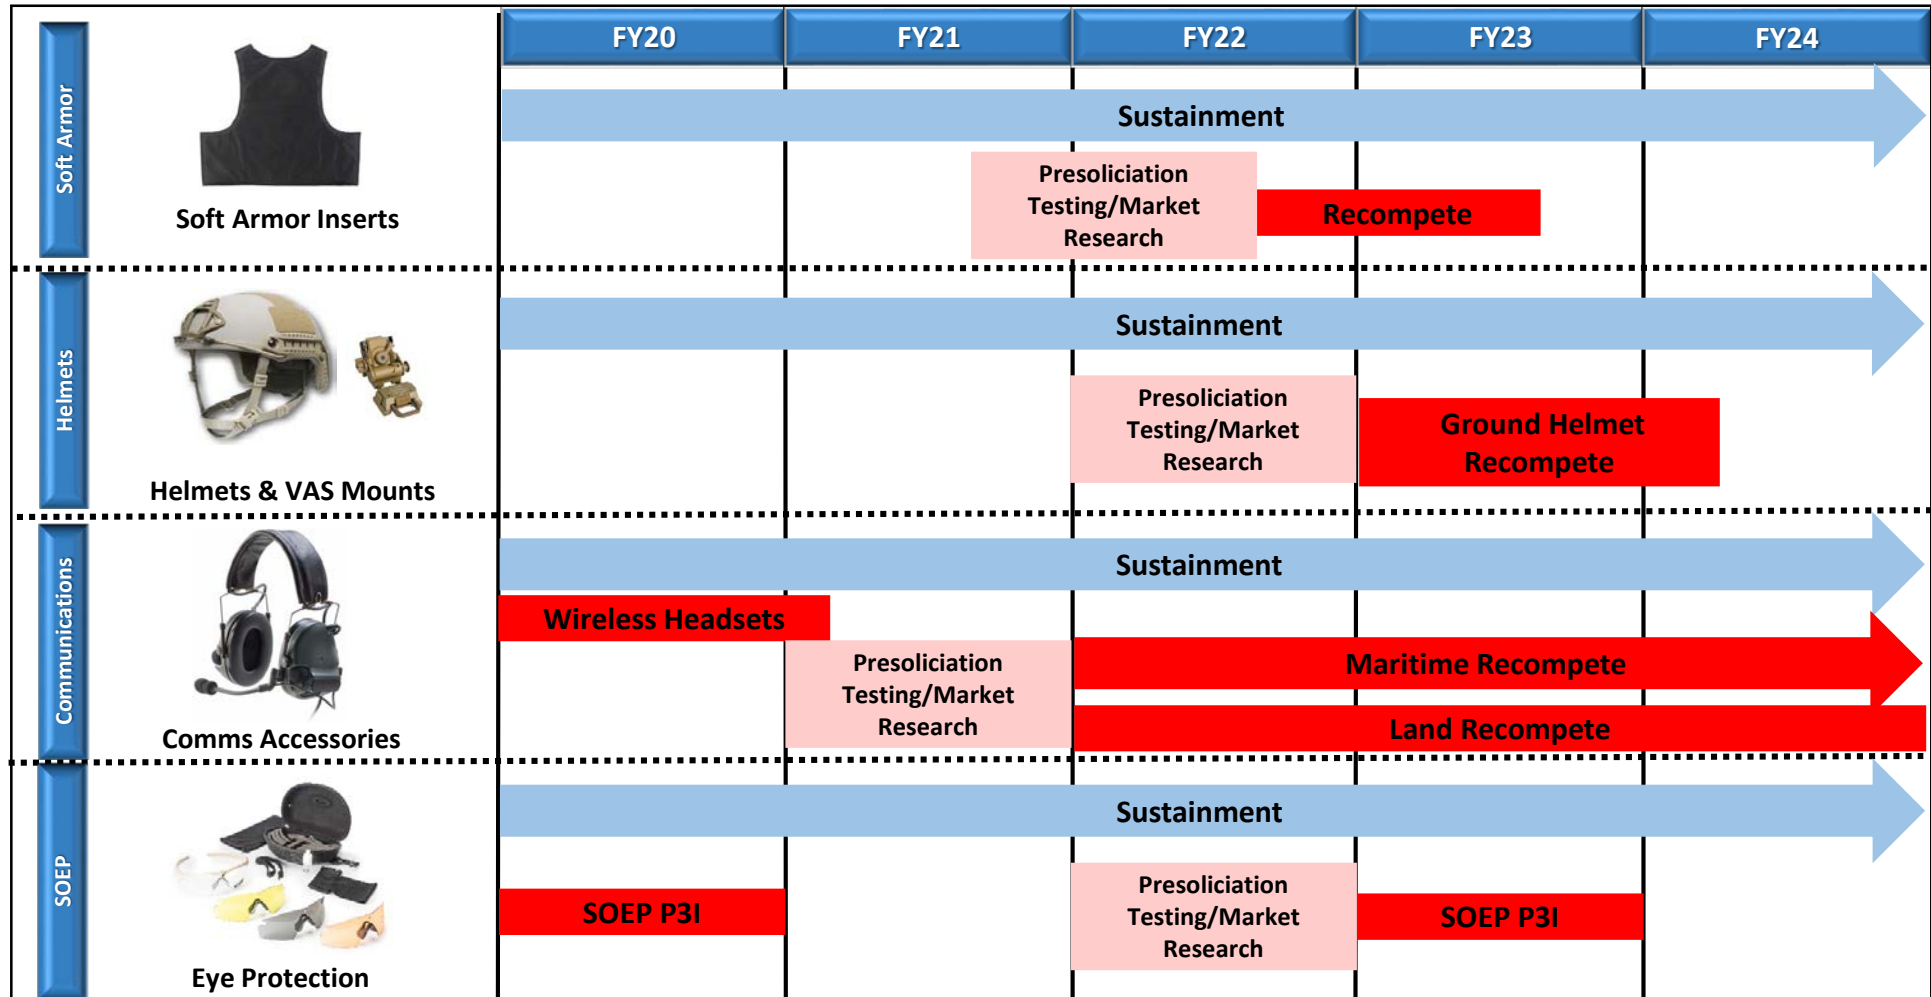 FY20
FY21
FY22
FY23
FY24
Soft Armor
Soft Armor Inserts
Sustainment
Presoliciation
Testing/Market
Research
Recompete
Helmets
Helmets & VAS Mounts
Sustainment
Presoliciation
Testing/Market
Research
Ground Helmet
Recompete
Communications
Comms Accessories
Sustainment
Wireless Headsets
Presoliciation
Testing/Market
Research
Maritime Recompete
Land Recompete
SOEP
Eye Protection
Sustainment
SOEP P3I
Presoliciation
Testing/Market
Research
SOEP P3I